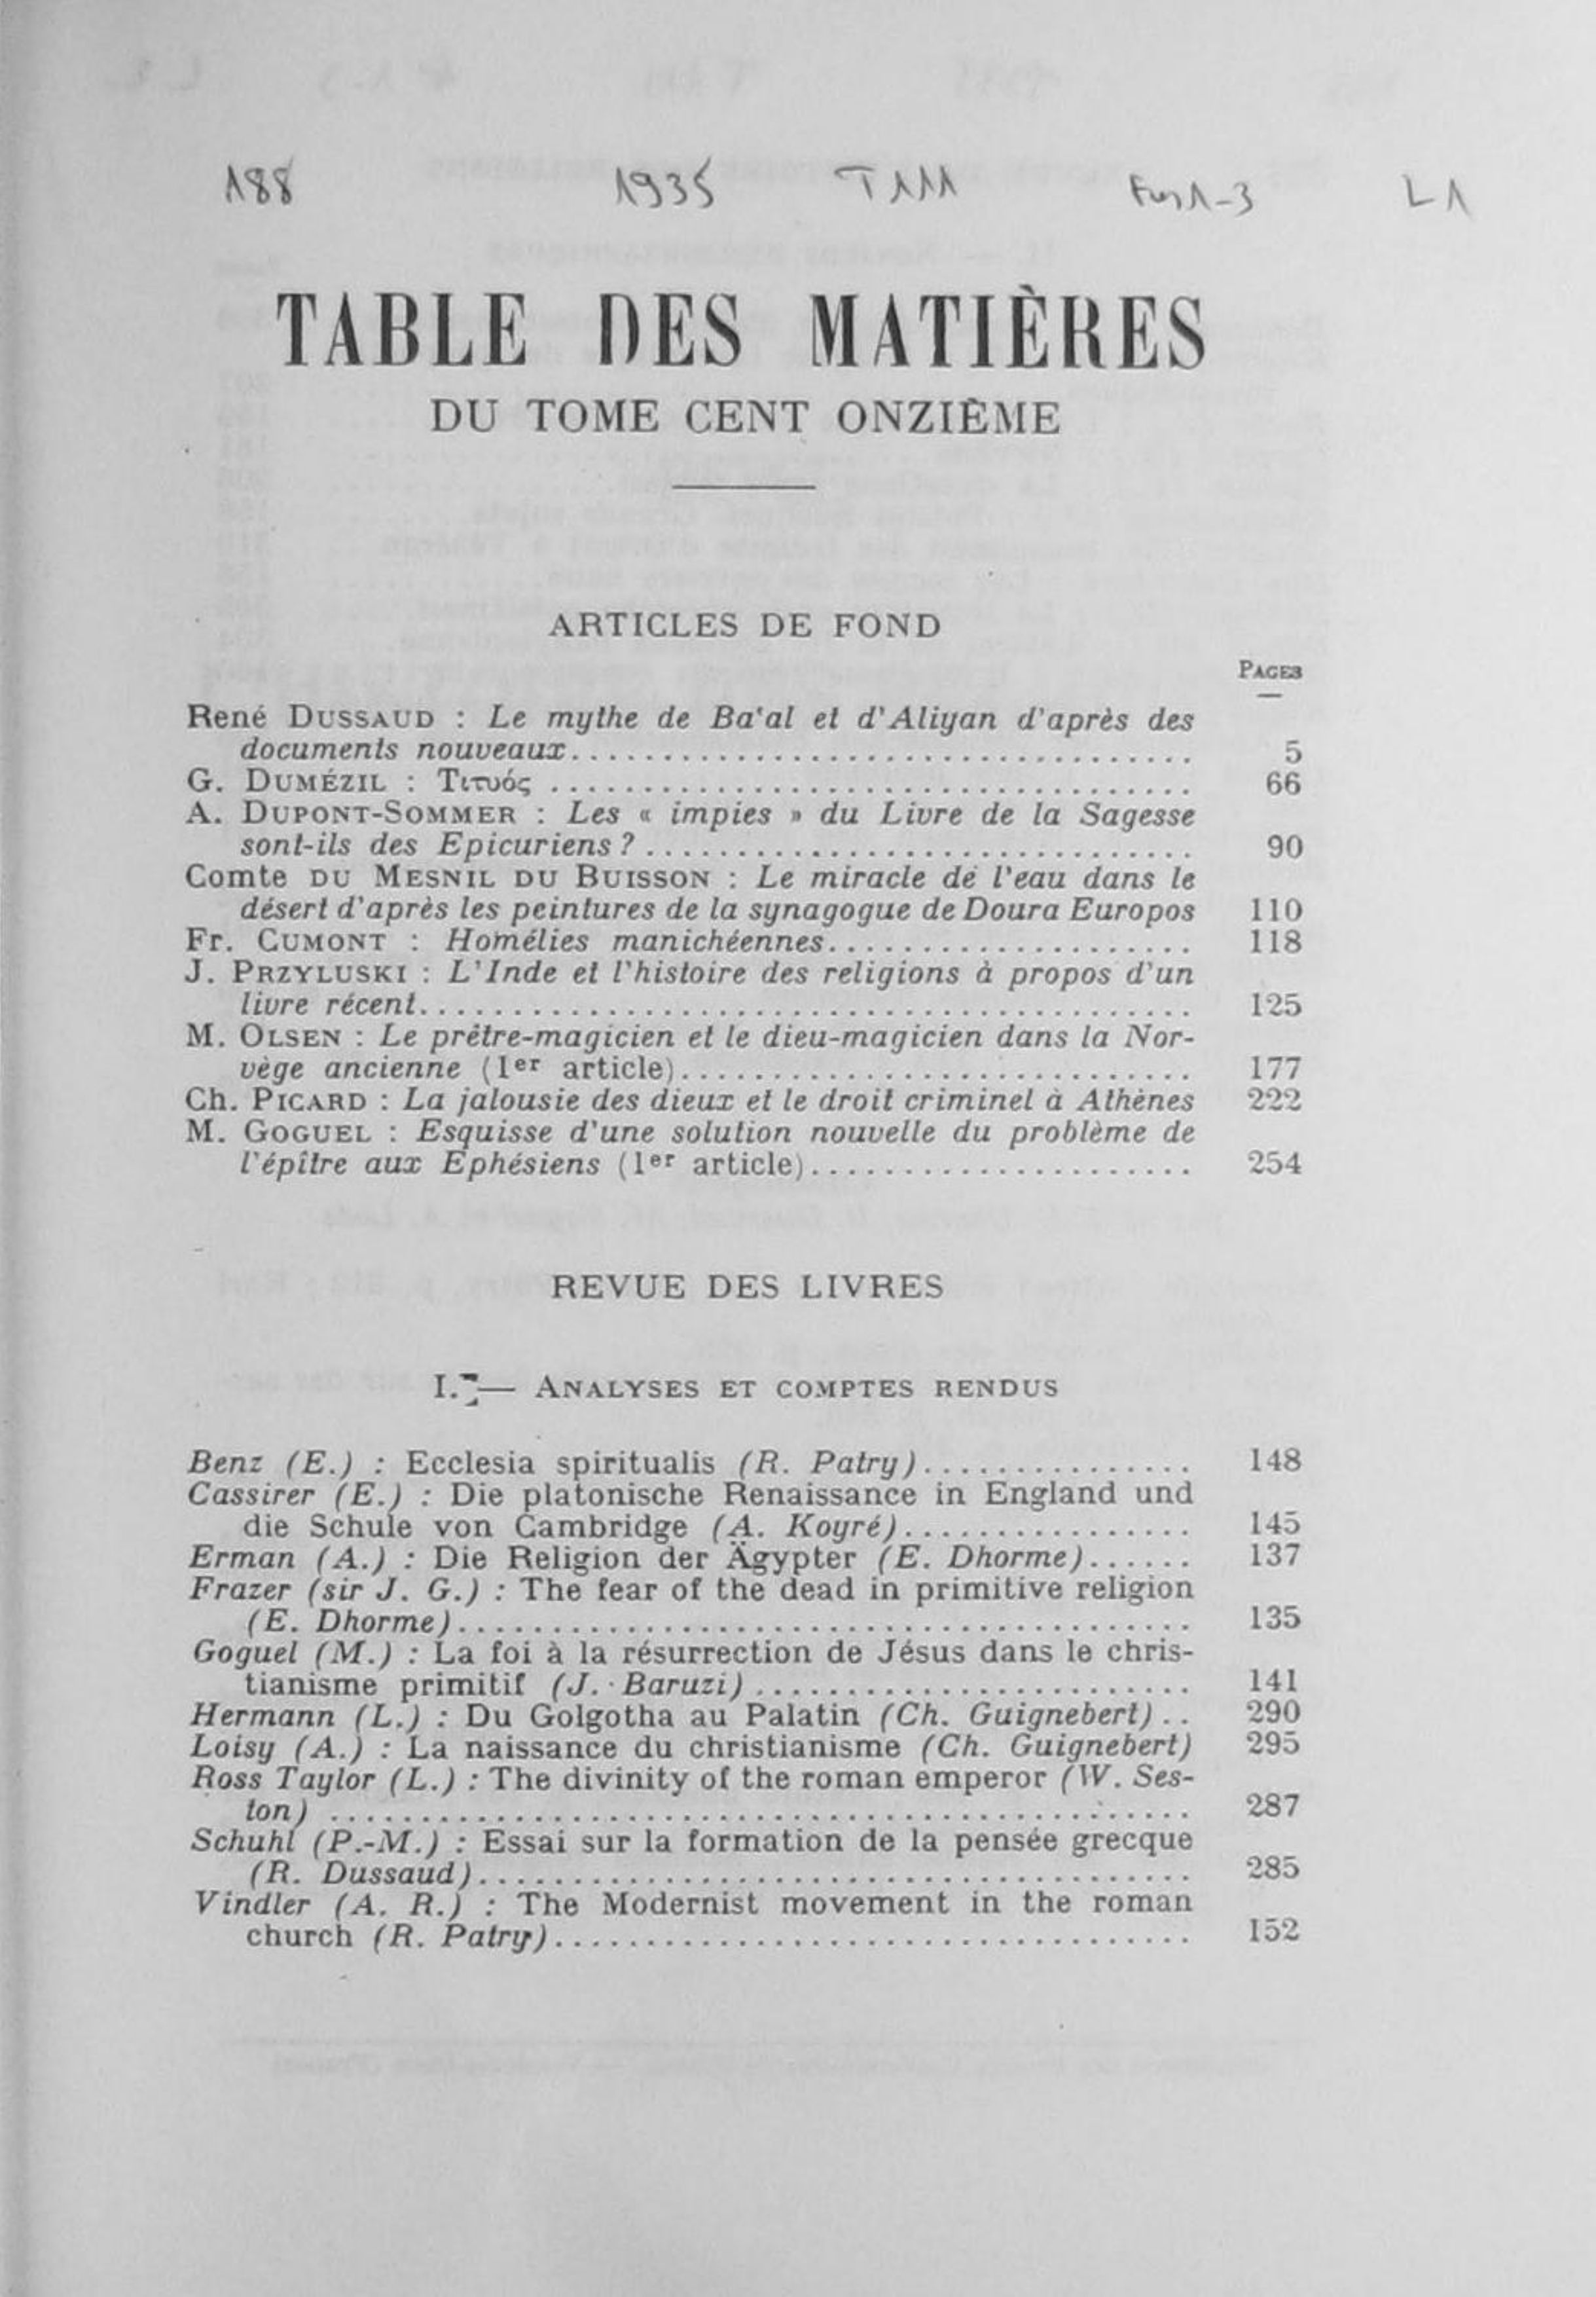 188 1935 T111 Fas 1-3 L1
TABLE DES MATIÈRES
DU TOME CENT ONZIÈME
ARTICLES DE FOND
PAGES
René DUSSAUD : Le mythe de Ba'al et d'Aliyan d'après des
documents nouveaux........................ 5
G. DUMÉZIL : Τιτυός ........................ 66
A. DUPONT-SOMMER : Les « impies » du Livre de la Sagesse
sont-ils des Epicuriens ? ........................ 90
Comte DU MESNIL DU BUISSON : Le miracle de l'eau dans le
désert d'après les peintures de la synagogue de Doura Europos 110
Fr. CUMONT : Homélies manichéennes........................ 118
J. PRZYLUSKI : L'Inde et l'histoire des religions à propos d'un
livre récent........................ 125
M. OLSEN : Le prêtre-magicien et le dieu-magicien dans la Nor-
vège ancienne (1er article)........................ 177
Ch. PICARD : La jalousie des dieux et le droit criminel à Athènes 222
M. GOGUEL : Esquisse d'une solution nouvelle du problème de
l'épître aux Ephésiens (1er article)........................ 254
REVUE DES LIVRES
I. — ANALYSES ET COMPTES RENDUS
Benz (E.) : Ecclesia spiritualis (R. Patry)............... 148
Cassirer (E.) : Die platonische Renaissance in England und
die Schule von Cambridge (A. Koyré)................ 145
Erman (A.) : Die Religion der Ägypter (E. Dhorme)...... 137
Frazer (sir J. G.) : The fear of the dead in primitive religion
(E. Dhorme)........................ 135
Goguel (M.) : La foi à la résurrection de Jésus dans le chris-
tianisme primitif (J. Baruzi) ........................ 141
Hermann (L.) : Du Golgotha au Palatin (Ch. Guignebert) .. 290
Loisy (A.) : La naissance du christianisme (Ch. Guignebert) 295
Ross Taylor (L.) : The divinity of the roman emperor (W. Ses-
ton) ........................ 287
Schuhl (P.-M.) : Essai sur la formation de la pensée grecque
(R. Dussaud)........................ 285
Vindler (A. R.) : The Modernist movement in the roman
church (R. Patry)........................ 152